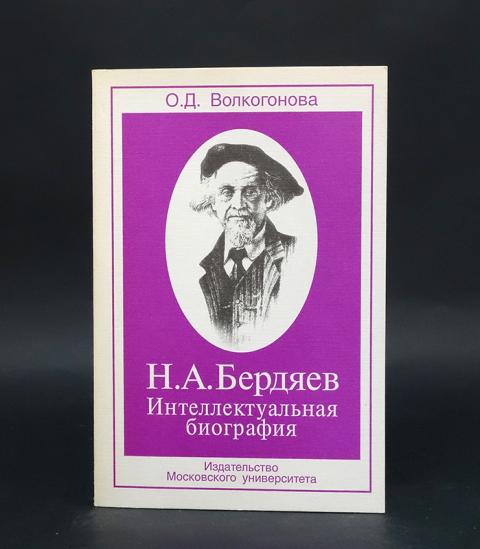 О.Д. Волкогонова
Н.А.Бердяев
Интеллектуальная
биография
Издательство
Московского университета